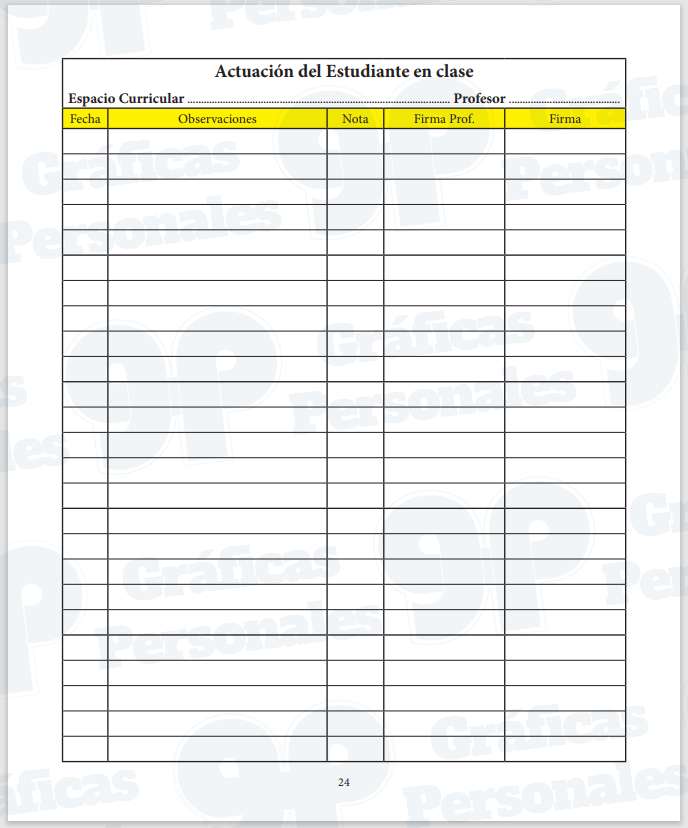 Actuación del Estudiante en clase
Espacio Curricular ........................................................................................ Profesor ........................................
Fecha Observaciones Nota Firma Prof. Firma
gp
Gráficas
Personales
24